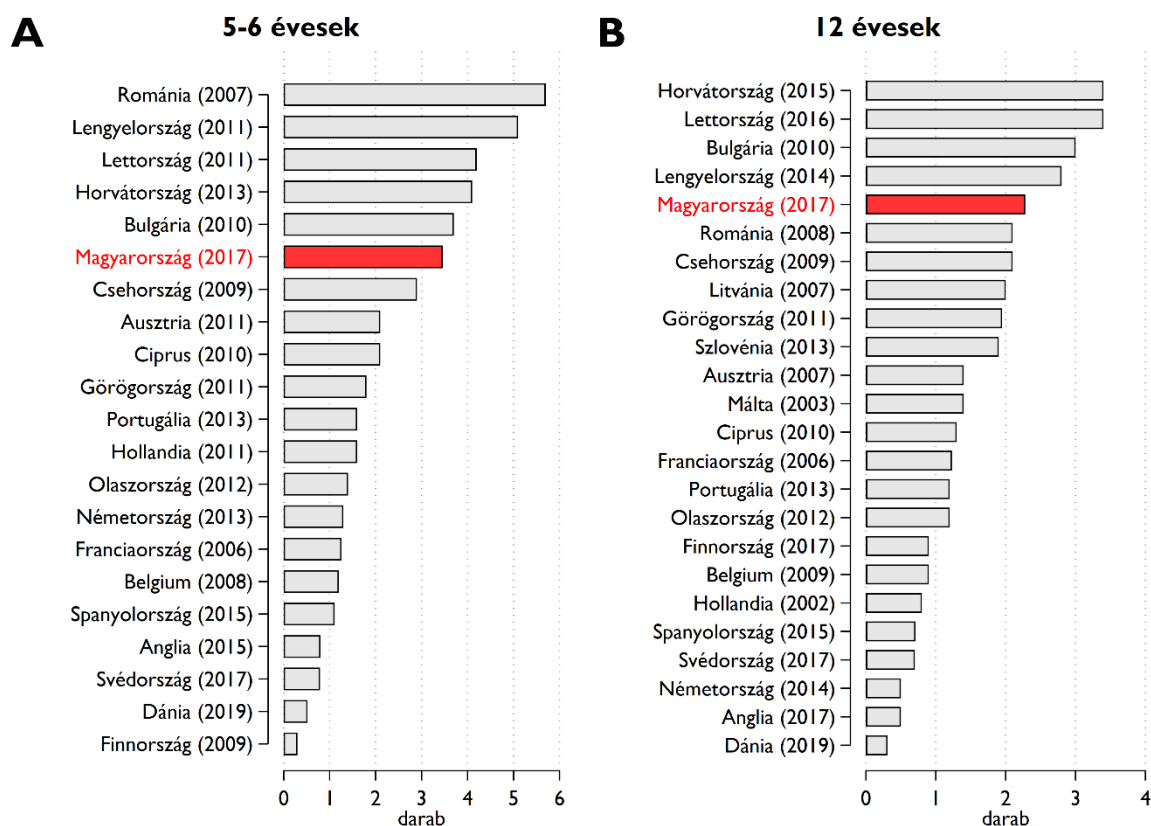 A
5-6 évesek
Románia (2007)
Lengyelország (2011)
Lettország (2011)
Horvátország (2013)
Bulgária (2010)
Magyarország (2017)
Csehország (2009)
Ausztria (2011)
Ciprus (2010)
Görögország (2011)
Portugália (2013)
Hollandia (2011)
Olaszország (2012)
Németország (2013)
Franciaország (2006)
Belgium (2008)
Spanyolország (2015)
Anglia (2015)
Svédország (2017)
Dánia (2019)
Finnország (2009)
0 1 2 3 4 5 6
darab
B
12 évesek
Horvátország (2015)
Lettország (2016)
Bulgária (2010)
Lengyelország (2014)
Magyarország (2017)
Románia (2008)
Csehország (2009)
Litvánia (2007)
Görögország (2011)
Szlovénia (2013)
Ausztria (2007)
Málta (2003)
Ciprus (2010)
Franciaország (2006)
Portugália (2013)
Olaszország (2012)
Finnország (2017)
Belgium (2009)
Hollandia (2002)
Spanyolország (2015)
Svédország (2017)
Németország (2014)
Anglia (2017)
Dánia (2019)
0 1 2 3 4
darab